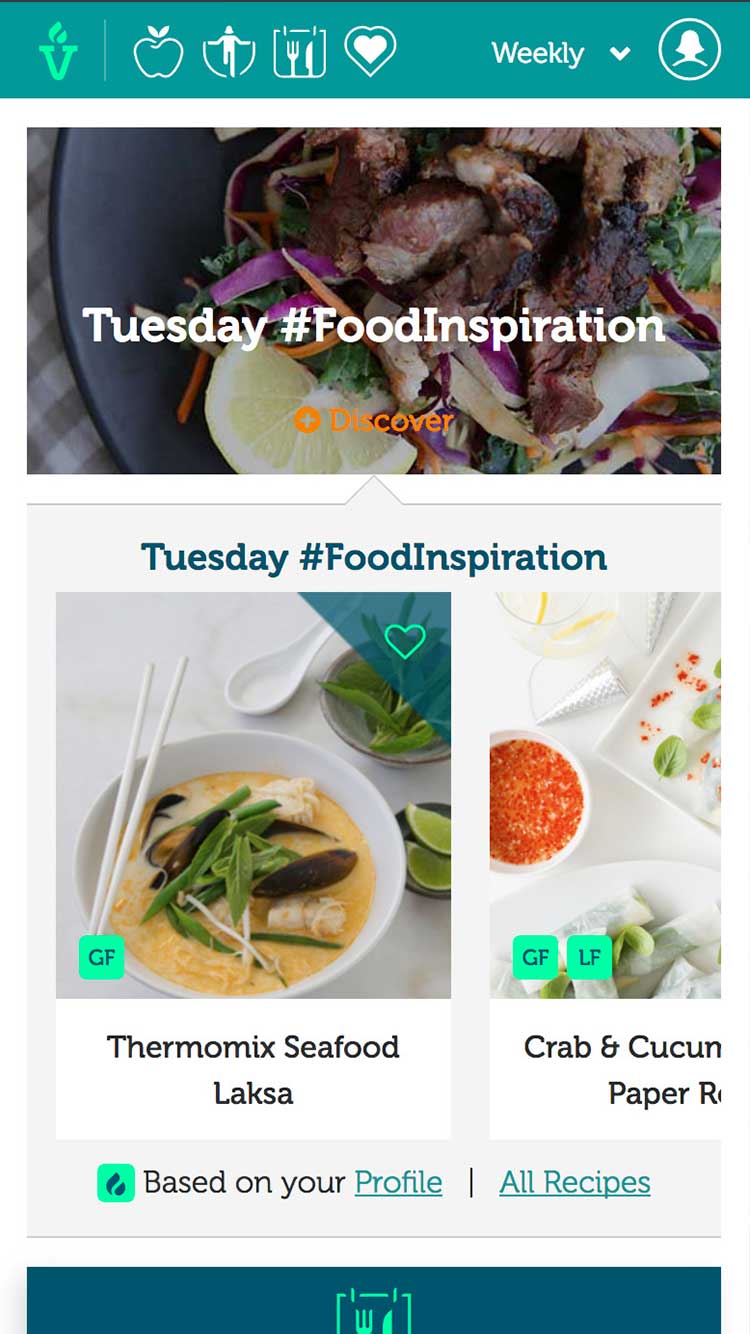 Weekly
Tuesday #FoodInspiration
Discover
Tuesday #FoodInspiration
GF
GF LF
Thermomix Seafood
Laksa
Crab & Cucum
Paper R
Based on your Profile | All Recipes